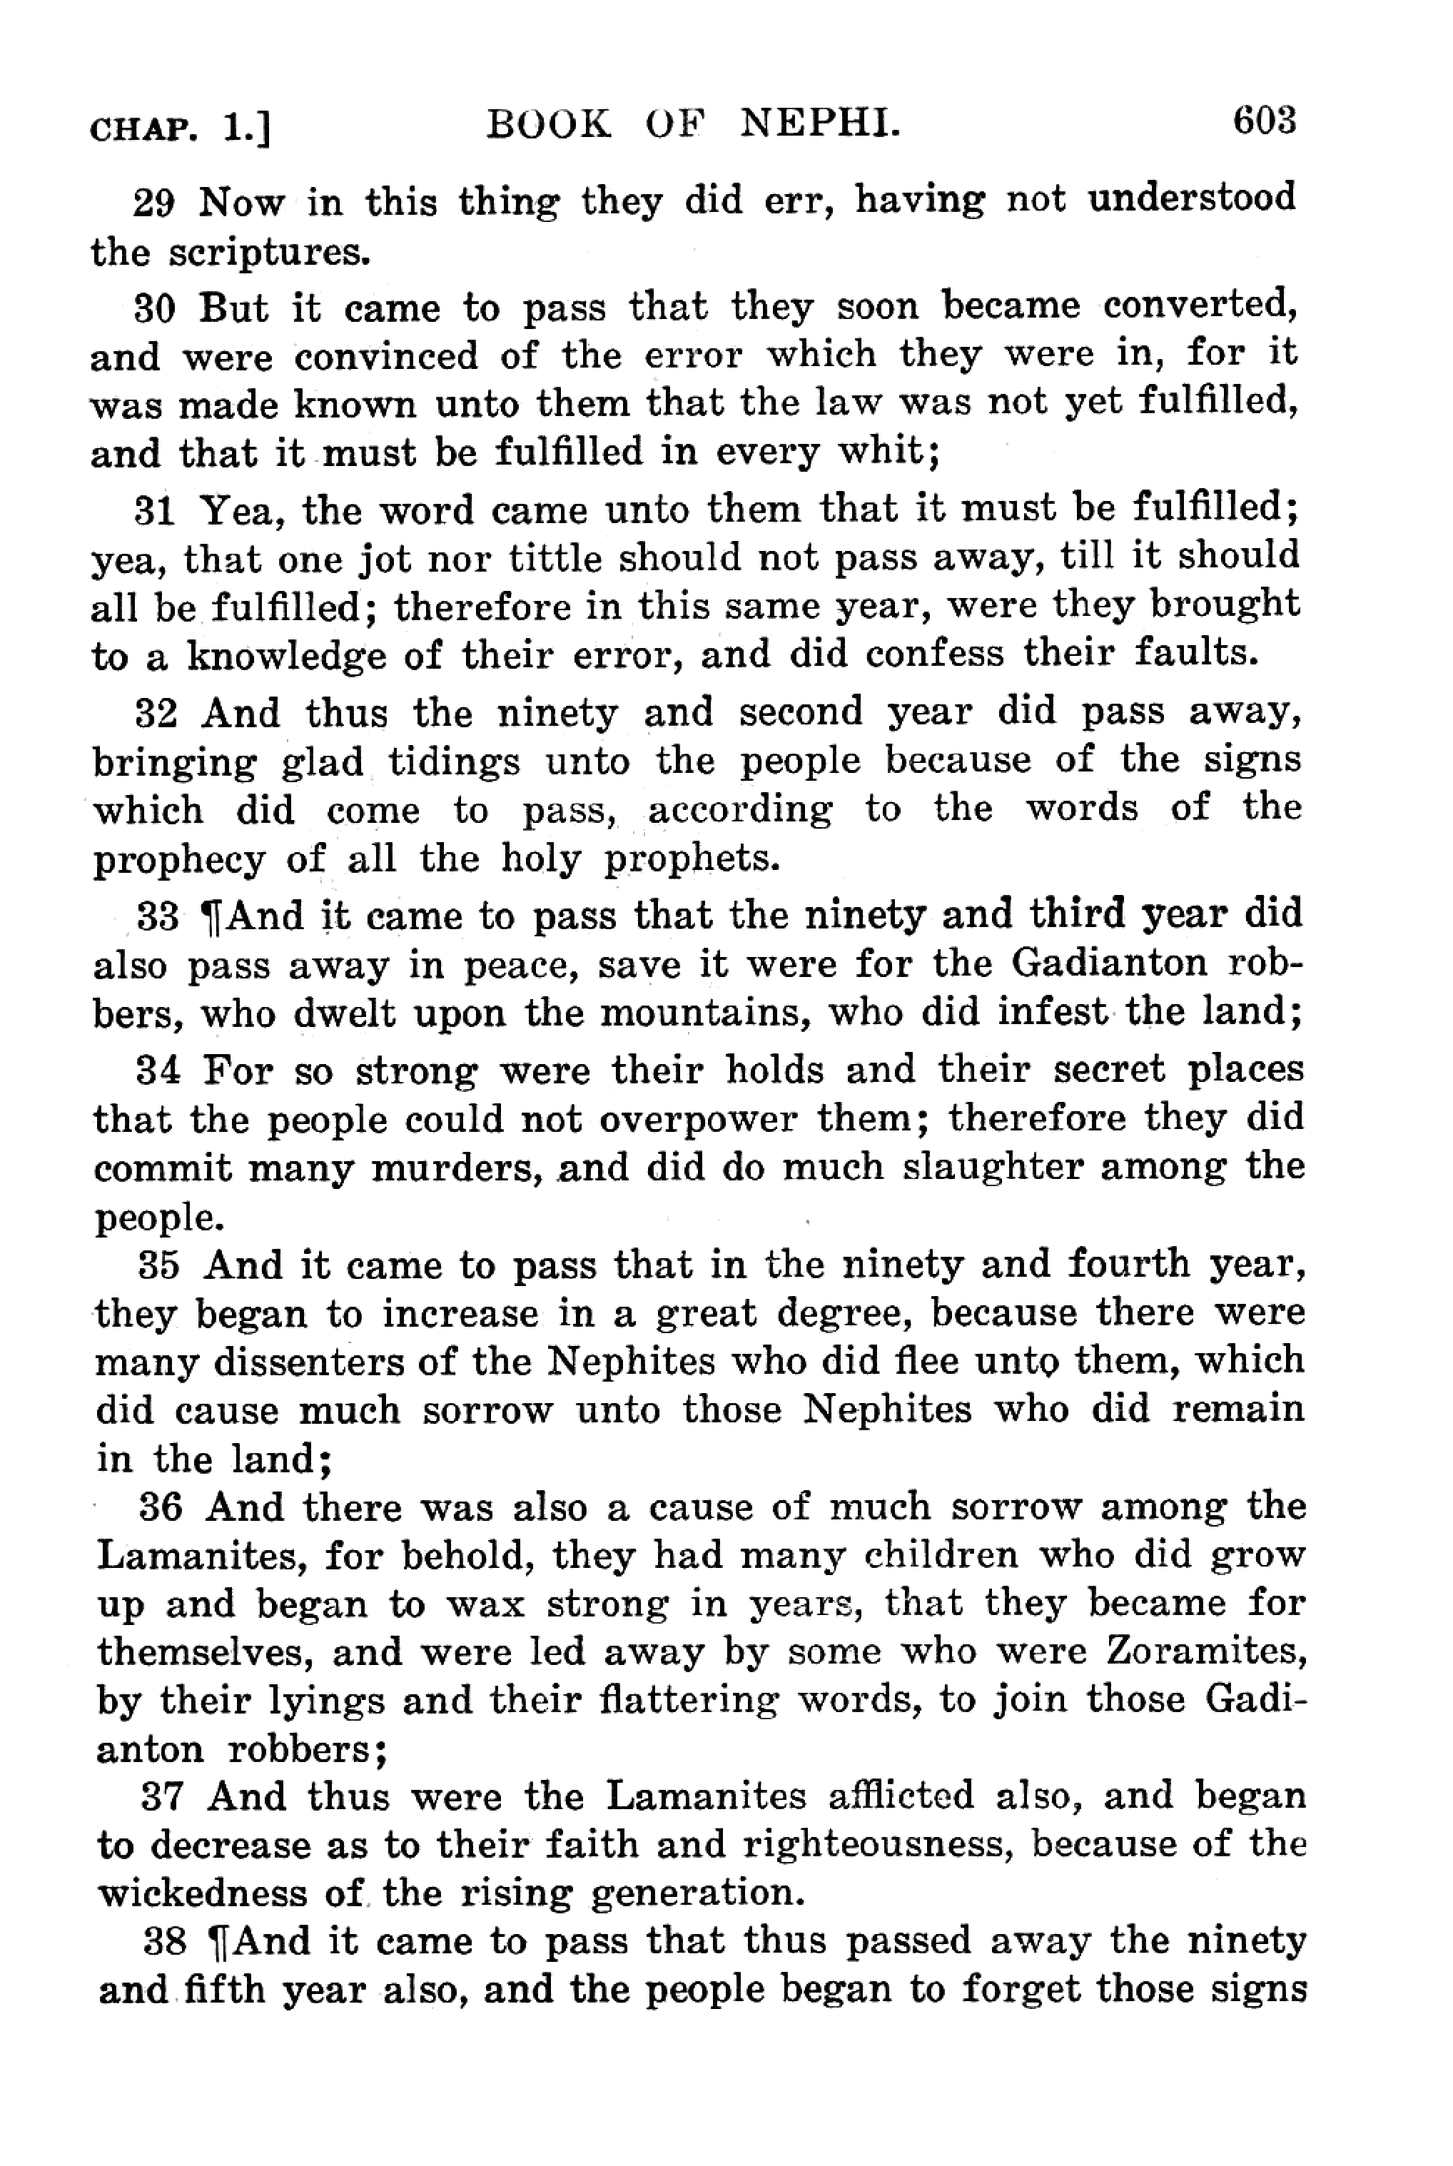 CHAP. 1.] BOOK OF NEPHI. 603
29 Now in this thing they did err, having not understood
the scriptures.
30 But it came to pass that they soon became converted,
and were convinced of the error which they were in, for it
was made known unto them that the law was not yet fulfilled,
and that it must be fulfilled in every whit;
31 Yea, the word came unto them that it must be fulfilled;
yea, that one jot nor tittle should not pass away, till it should
all be fulfilled; therefore in this same year, were they brought
to a knowledge of their error, and did confess their faults.
32 And thus the ninety and second year did pass away,
bringing glad tidings unto the people because of the signs
which did come to pass, according to the words of the
prophecy of all the holy prophets.
33 ¶And it came to pass that the ninety and third year did
also pass away in peace, save it were for the Gadianton rob-
bers, who dwelt upon the mountains, who did infest the land;
34 For so strong were their holds and their secret places
that the people could not overpower them; therefore they did
commit many murders, and did do much slaughter among the
people.
35 And it came to pass that in the ninety and fourth year,
they began to increase in a great degree, because there were
many dissenters of the Nephites who did flee unto them, which
did cause much sorrow unto those Nephites who did remain
in the land;
36 And there was also a cause of much sorrow among the
Lamanites, for behold, they had many children who did grow
up and began to wax strong in years, that they became for
themselves, and were led away by some who were Zoramites,
by their lyings and their flattering words, to join those Gadi-
anton robbers;
37 And thus were the Lamanites afflicted also, and began
to decrease as to their faith and righteousness, because of the
wickedness of the rising generation.
38 ¶And it came to pass that thus passed away the ninety
and fifth year also, and the people began to forget those signs